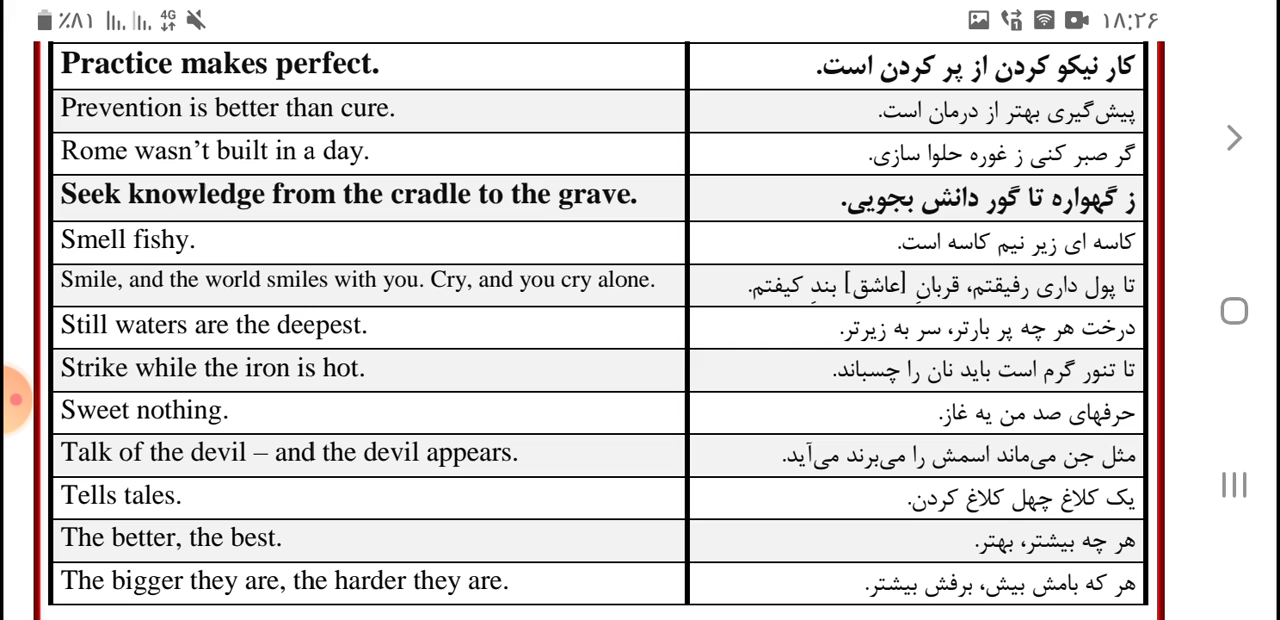 ٪۸۱ 4G ۱۸:۲۶
Practice makes perfect. کار نیکو کردن از پر کردن است.
Prevention is better than cure. پیش‌گیری بهتر از درمان است.
Rome wasn’t built in a day. گر صبر کنی ز غوره حلوا سازی.
Seek knowledge from the cradle to the grave. ز گهواره تا گور دانش بجویی.
Smell fishy. کاسه ای زیر نیم کاسه است.
Smile, and the world smiles with you. Cry, and you cry alone. تا پول داری رفیقتم، قربانِ [عاشق] بندِ کیفتم.
Still waters are the deepest. درخت هر چه پر بارتر، سر به زیرتر.
Strike while the iron is hot. تا تنور گرم است باید نان را چسباند.
Sweet nothing. حرفهای صد من یه غاز.
Talk of the devil – and the devil appears. مثل جن می‌ماند اسمش را می‌برند می‌آید.
Tells tales. یک کلاغ چهل کلاغ کردن.
The better, the best. هر چه بیشتر، بهتر.
The bigger they are, the harder they are. هر که بامش بیش، برفش بیشتر.